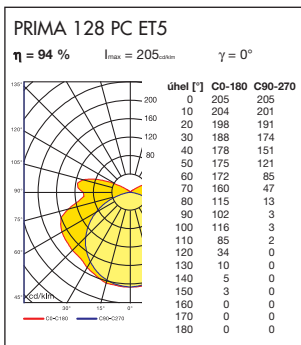 PRIMA 128 PC ET5
η = 94 % Imax = 205cd/klm γ = 0°
135°
120°
105°
90°
75°
60°
45°
30° 15° 0°
200
160
120
80
cd/klm
C0-C180 C90-C270
úhel [°] C0-180 C90-270
0 205 205
10 204 201
20 198 191
30 188 174
40 178 151
50 175 121
60 172 85
70 160 47
80 115 13
90 102 3
100 116 3
110 85 2
120 34 0
130 10 0
140 5 0
150 3 0
160 0 0
170 0 0
180 0 0